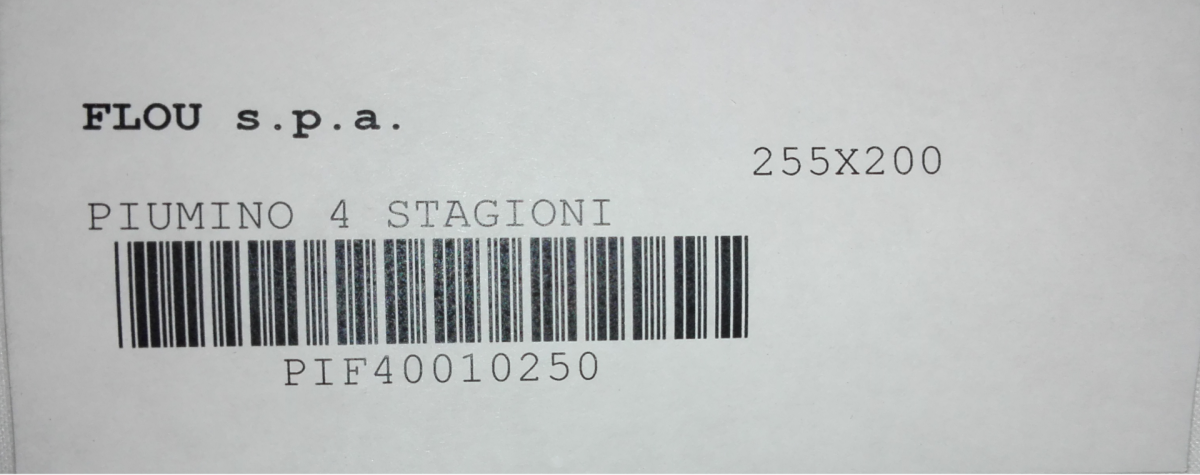 FLOU s.p.a.
255X200
PIUMINO 4 STAGIONI
PIF40010250